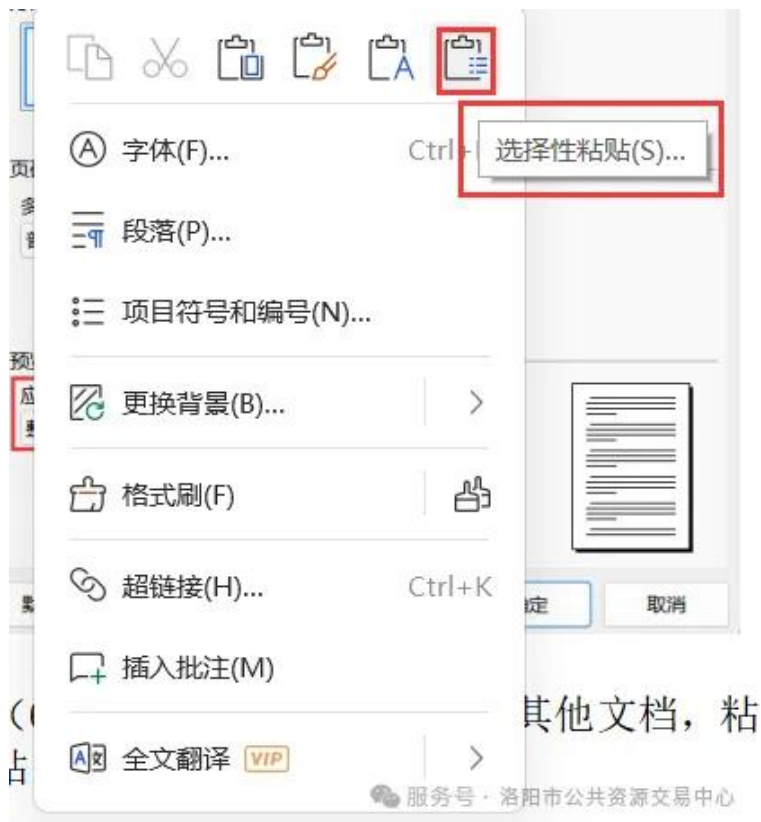 字体(F)...
Ctrl+
选择性粘贴(S)...
段落(P)...
项目符号和编号(N)...
更换背景(B)...
格式刷(F)
超链接(H)... Ctrl+K
取消
插入批注(M)
其他文档，粘
全文翻译 VIP
服务号 · 洛阳市公共资源交易中心